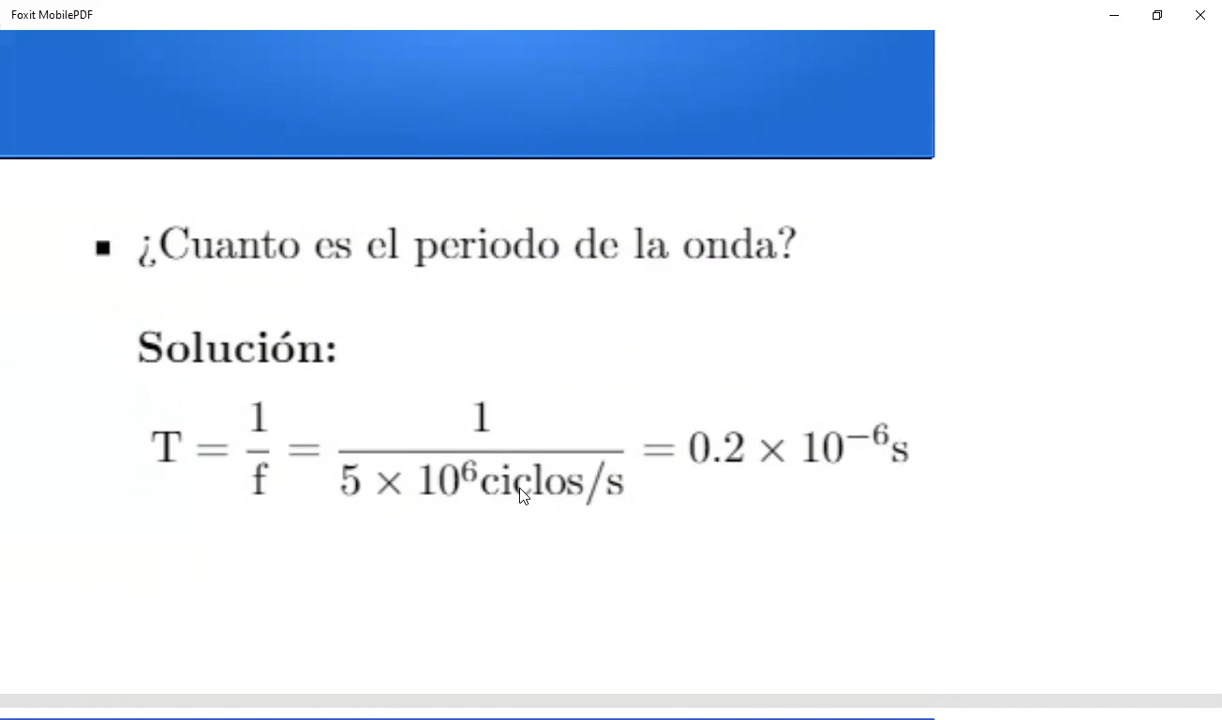 Foxit MobilePDF
¿Cuanto es el periodo de la onda?
Solución:
T = 1/f = 1/(5 × 10⁶ciclos/s) = 0.2 × 10⁻⁶s